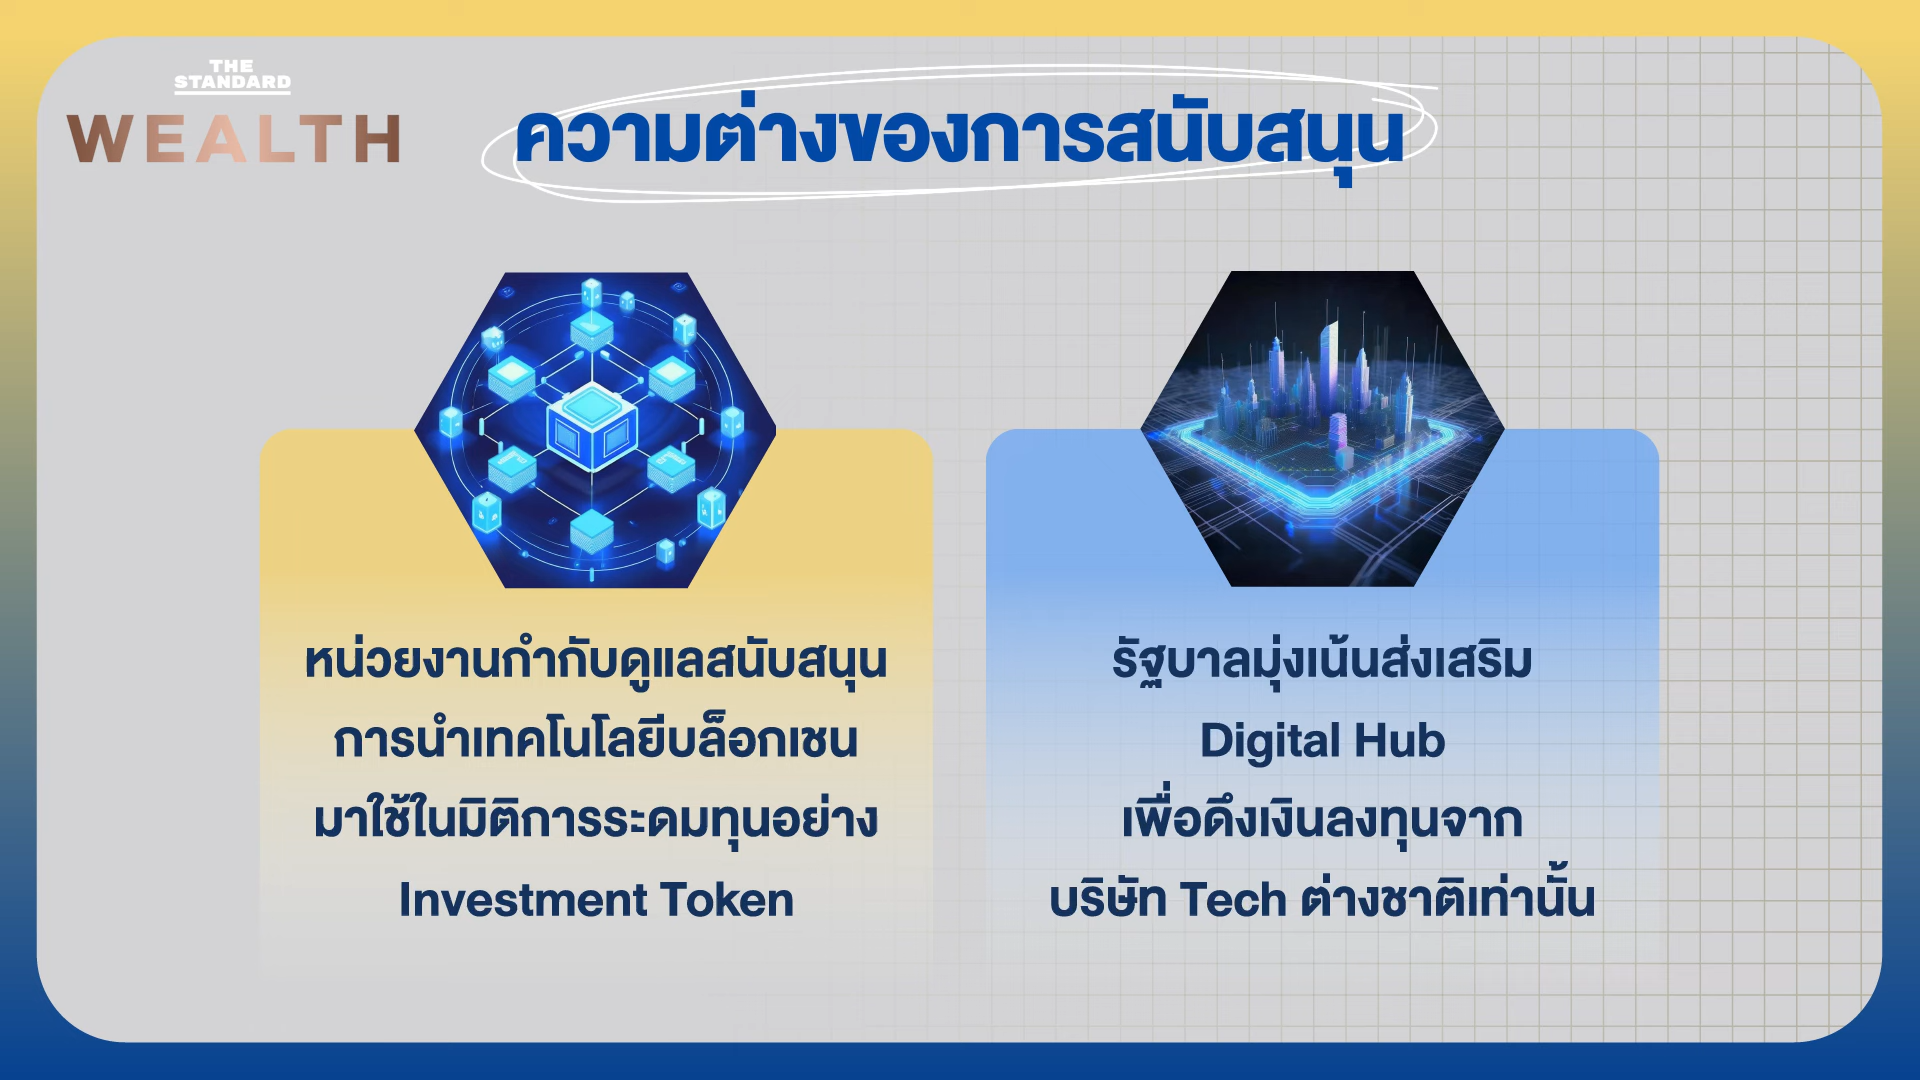 THE
STANDARD
WEALTH
ความต่างของการสนับสนุน
หน่วยงานกำกับดูแลสนับสนุน
การนำเทคโนโลยีบล็อกเชน
มาใช้ในมิติการระดมทุนอย่าง
Investment Token
รัฐบาลมุ่งเน้นส่งเสริม
Digital Hub
เพื่อดึงเงินลงทุนจาก
บริษัท Tech ต่างชาติเท่านั้น